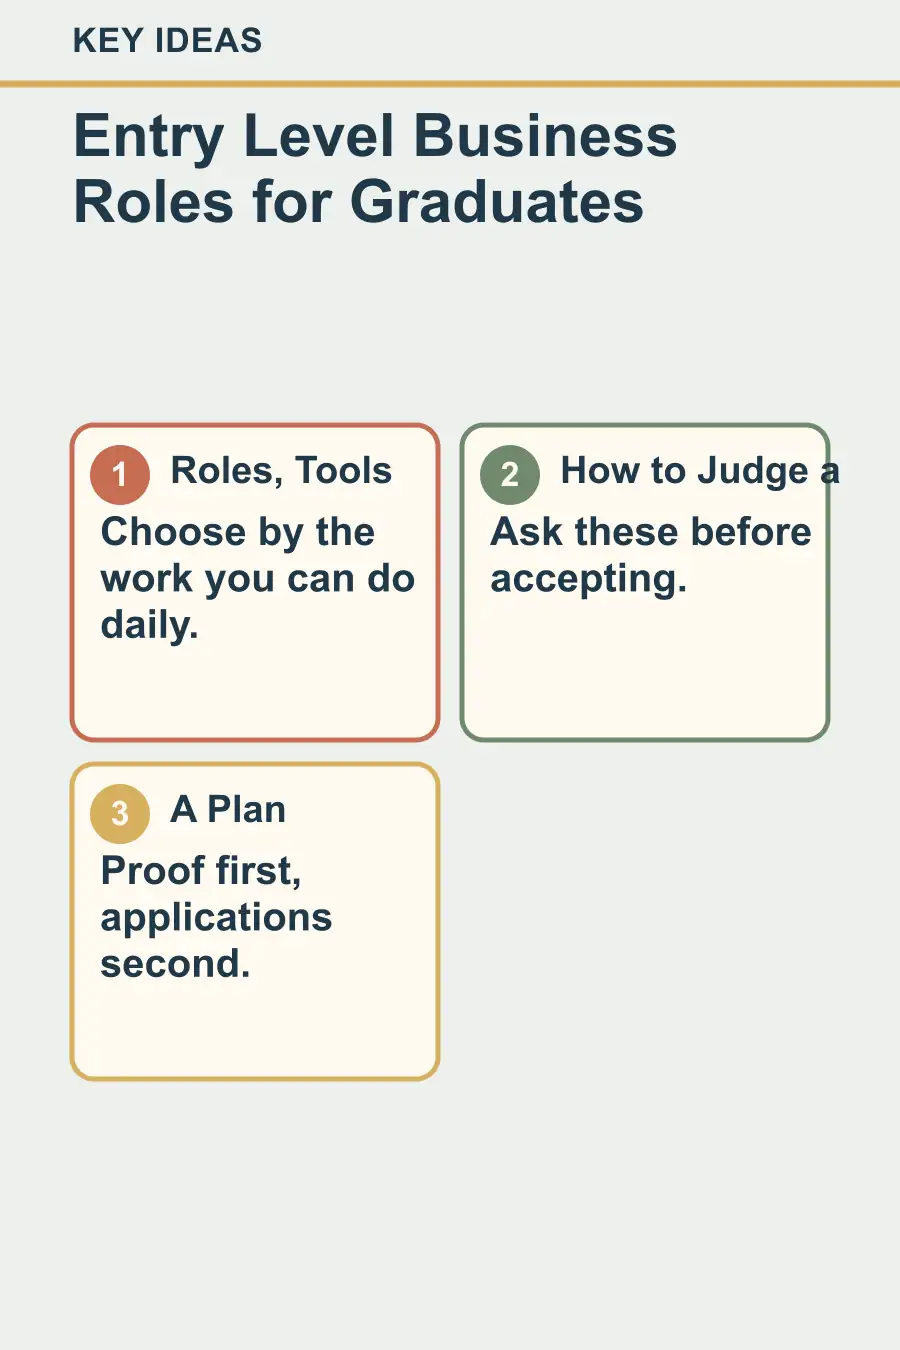 KEY IDEAS
Entry Level Business
Roles for Graduates
1 Roles, Tools
Choose by the
work you can do
daily.
2 How to Judge a
Ask these before
accepting.
3 A Plan
Proof first,
applications
second.